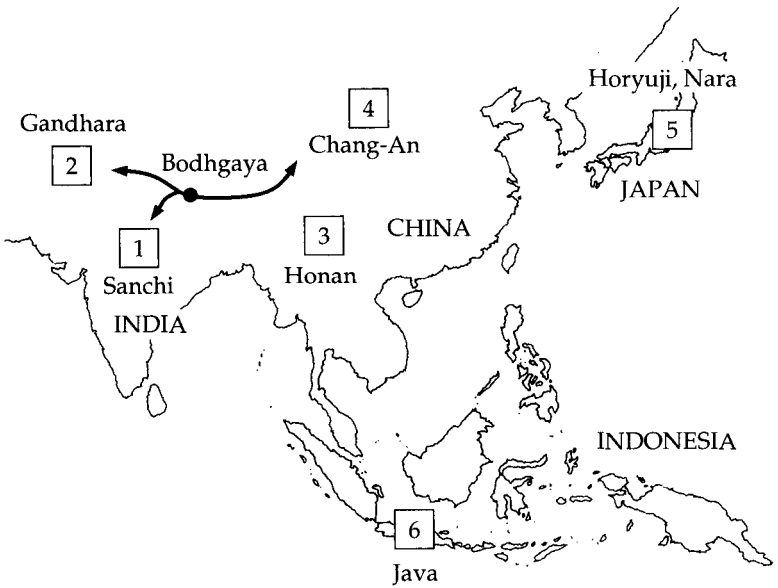 Horyuji, Nara
4
5
Gandhara
Chang-An
2
Bodhgaya
JAPAN
1
3
CHINA
Sanchi
Honan
INDIA
INDONESIA
6
Java